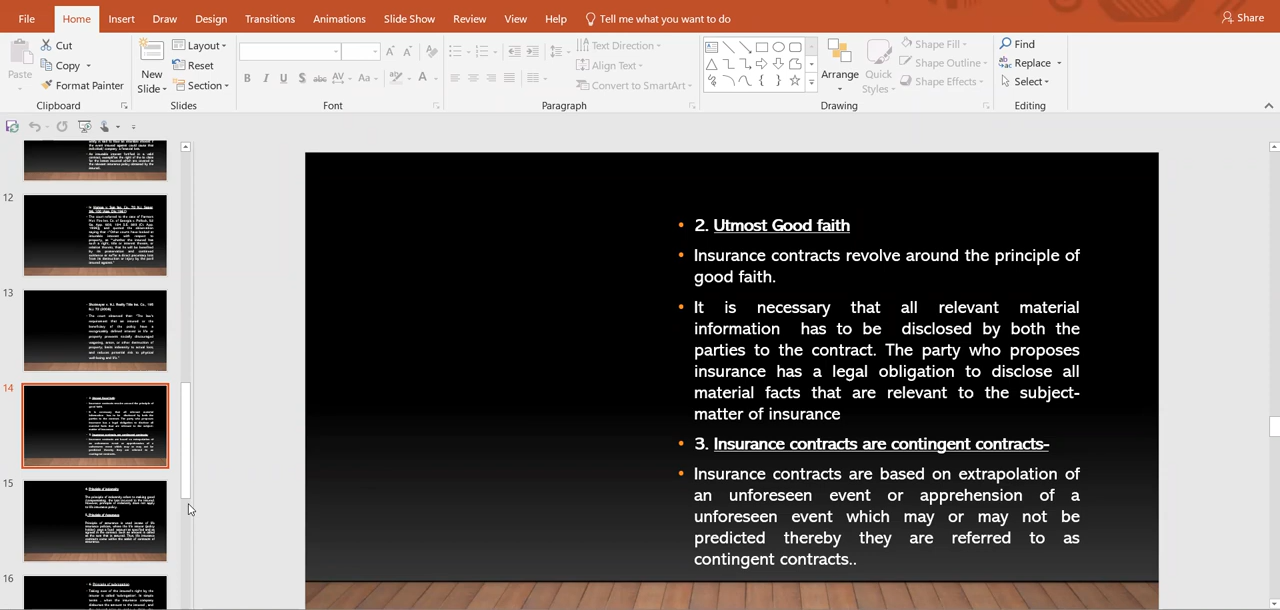 File Home Insert Draw Design Transitions Animations Slide Show Review View Help Tell me what you want to do Share
Paste
Cut
Copy
Format Painter
Clipboard
New
Slide
Layout
Reset
Section
Slides
B I U S abc AV Aa A
Font
Text Direction
Align Text
Convert to SmartArt
Paragraph
Arrange
Quick
Styles
Shape Fill
Shape Outline
Shape Effects
Drawing
Find
Replace
Select
Editing
12
13
14
15
16
• 2. Utmost Good faith
• Insurance contracts revolve around the principle of
good faith.
• It is necessary that all relevant material
information has to be disclosed by both the
parties to the contract. The party who proposes
insurance has a legal obligation to disclose all
material facts that are relevant to the subject-
matter of insurance
• 3. Insurance contracts are contingent contracts-
• Insurance contracts are based on extrapolation of
an unforeseen event or apprehension of a
unforeseen event which may or may not be
predicted thereby they are referred to as
contingent contracts..